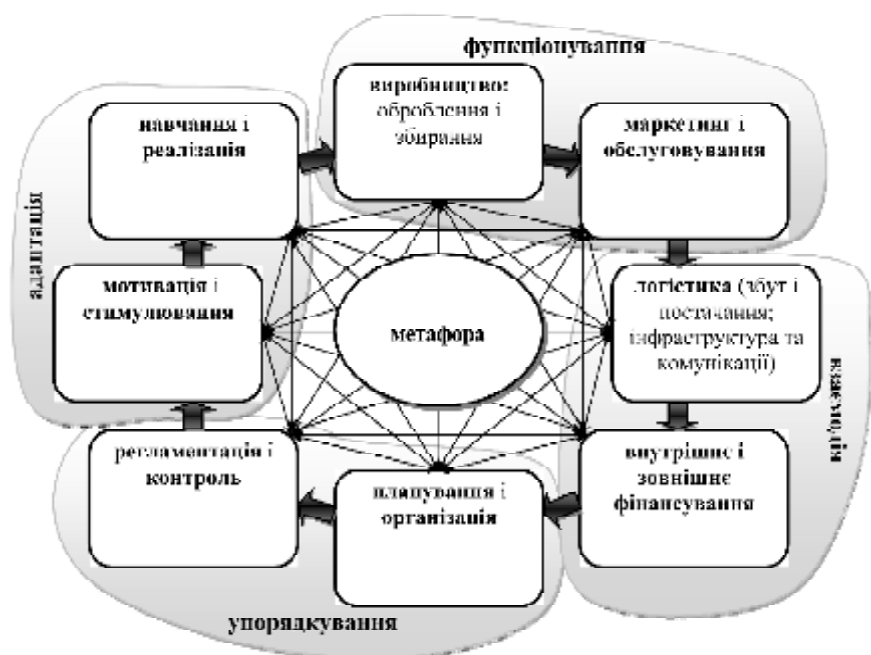 функціонування
виробництво:
оброблення і
збирання
навчання і
реалізація
маркетинг і
обслуговування
адаптація
мотивація і
стимулювання
метафора
логістика (збут і
постачання;
інфраструктура та
комунікації)
взаємодія
регламентація і
контроль
планування і
організація
внутрішнє і
зовнішнє
фінансування
упорядкування